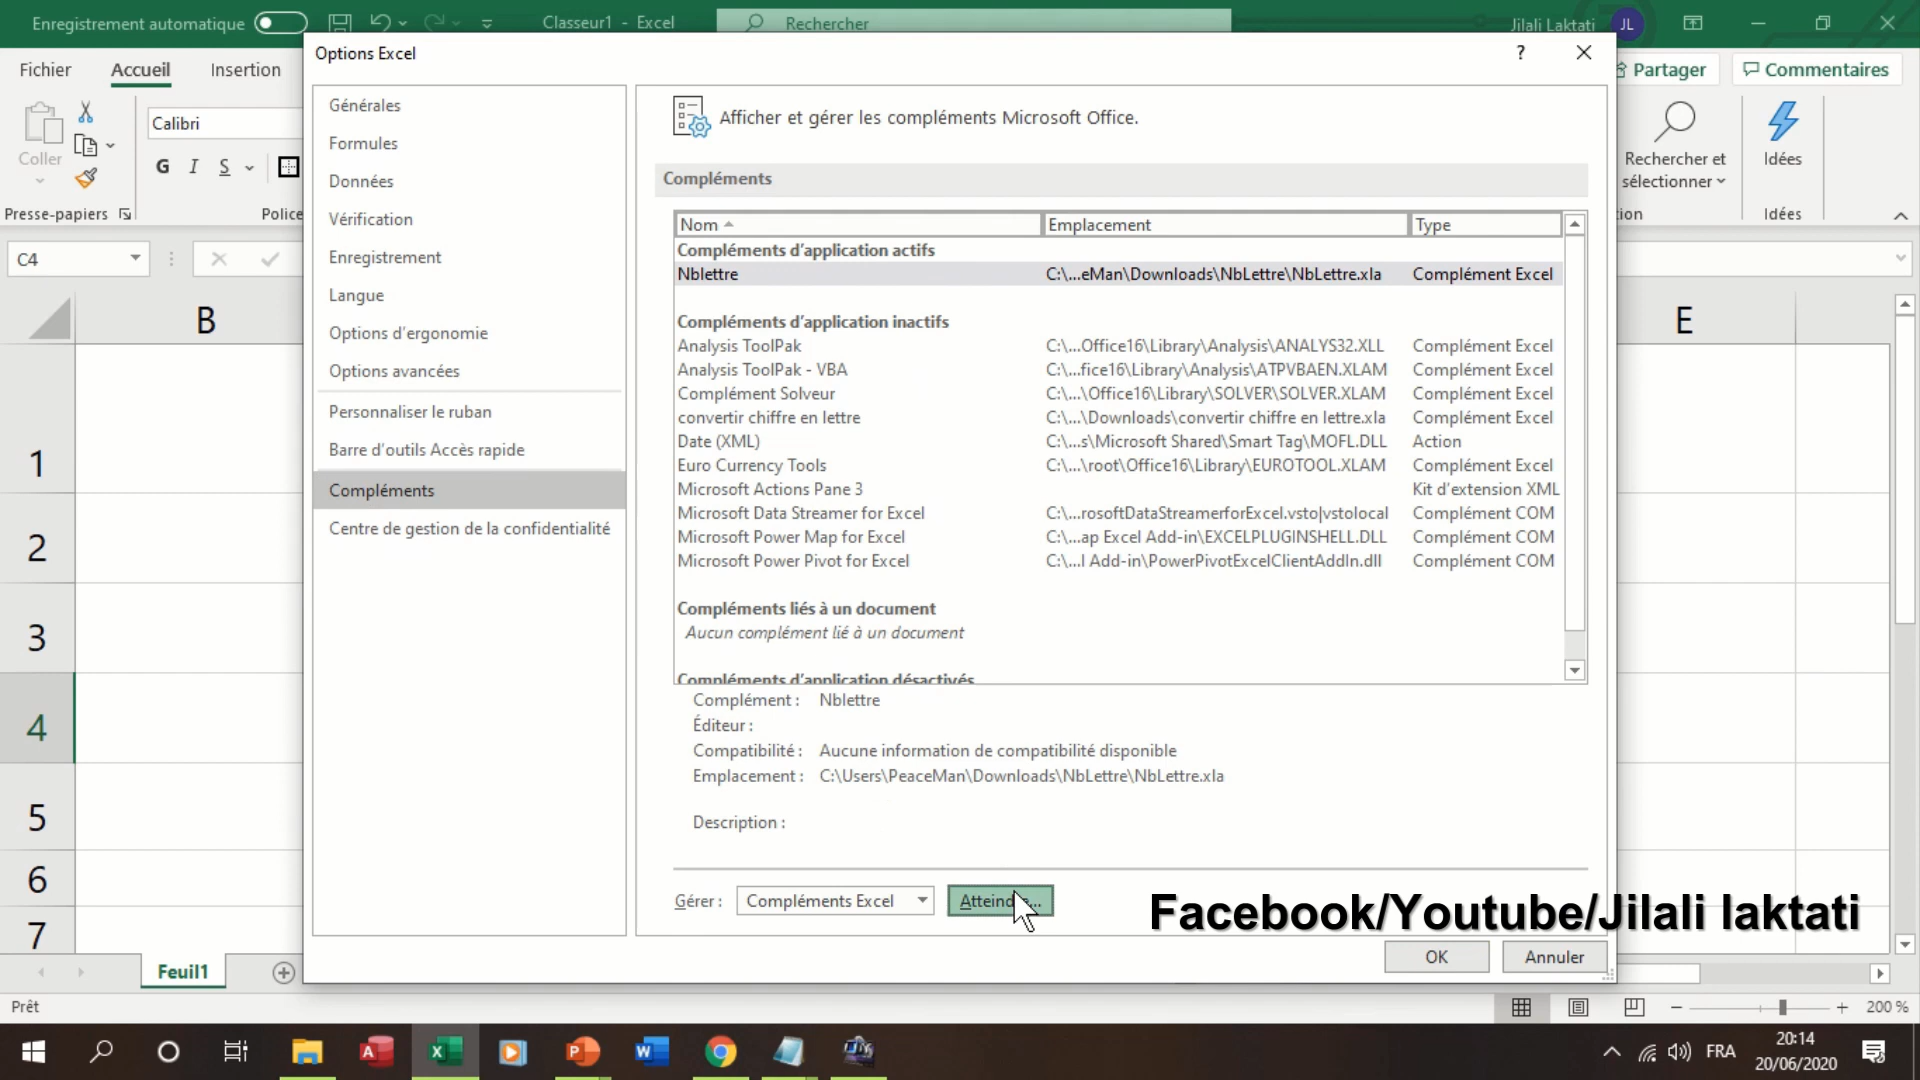 Enregistrement automatique
Classeur1 - Excel
Rechercher
Jilali Laktati
JL
Options Excel
Fichier
Accueil
Insertion
Partager
Commentaires
Coller
Calibri
G I S
Presse-papiers
Police
Rechercher et
sélectionner
Idées
Idées
C4
B
E
1
2
3
4
5
6
7
Générales
Formules
Données
Vérification
Enregistrement
Langue
Options d'ergonomie
Options avancées
Personnaliser le ruban
Barre d'outils Accès rapide
Compléments
Centre de gestion de la confidentialité
Afficher et gérer les compléments Microsoft Office.
Compléments
Nom Emplacement Type
Compléments d'application actifs
Nblettre C:\...eMan\Downloads\NbLettre\NbLettre.xla Complément Excel
Compléments d'application inactifs
Analysis ToolPak C:\...Office16\Library\Analysis\ANALYS32.XLL Complément Excel
Analysis ToolPak - VBA C:\...fice16\Library\Analysis\ATPVBAEN.XLAM Complément Excel
Complément Solveur C:\...\Office16\Library\SOLVER\SOLVER.XLAM Complément Excel
convertir chiffre en lettre C:\...\Downloads\convertir chiffre en lettre.xla Complément Excel
Date (XML) C:\...s\Microsoft Shared\Smart Tag\MOFL.DLL Action
Euro Currency Tools C:\...\root\Office16\Library\EUROTOOL.XLAM Complément Excel
Microsoft Actions Pane 3 Kit d'extension XML
Microsoft Data Streamer for Excel C:\...rosoftDataStreamerforExcel.vsto|vstolocal Complément COM
Microsoft Power Map for Excel C:\...ap Excel Add-in\EXCELPLUGINSHELL.DLL Complément COM
Microsoft Power Pivot for Excel C:\...l Add-in\PowerPivotExcelClientAddIn.dll Complément COM
Compléments liés à un document
Aucun complément lié à un document
Compléments d'application désactivés
Complément : Nblettre
Éditeur :
Compatibilité : Aucune information de compatibilité disponible
Emplacement : C:\Users\PeaceMan\Downloads\NbLettre\NbLettre.xla
Description :
Gérer : Compléments Excel
Facebook/Youtube/Jilali laktati
OK
Annuler
Feuil1
Prêt
200 %
FRA
20:14
20/06/2020